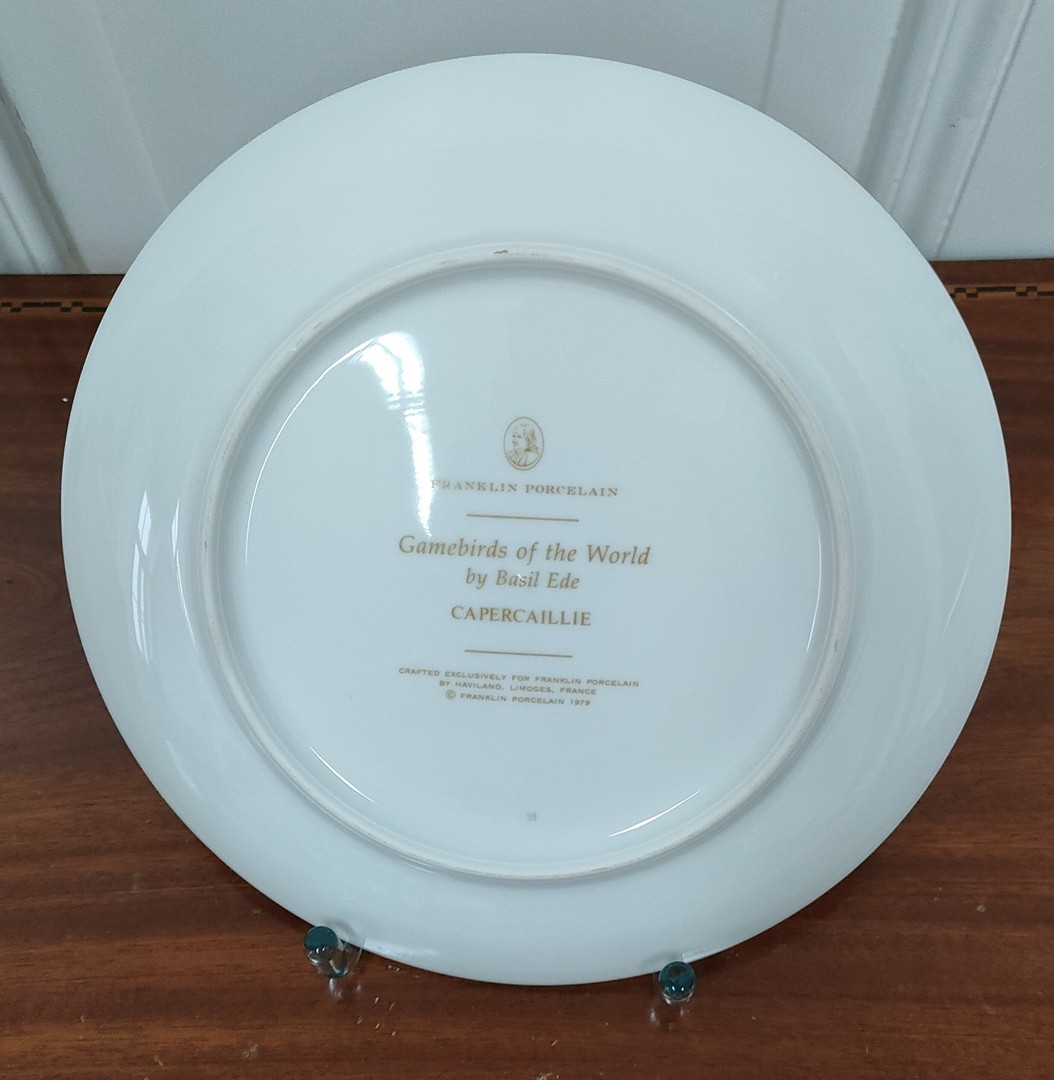 FRANKLIN PORCELAIN
Gamebirds of the World
by Basil Ede
CAPERCAILLIE
CRAFTED EXCLUSIVELY FOR FRANKLIN PORCELAIN
BY HAVILAND, LIMOGES, FRANCE
© FRANKLIN PORCELAIN 1979